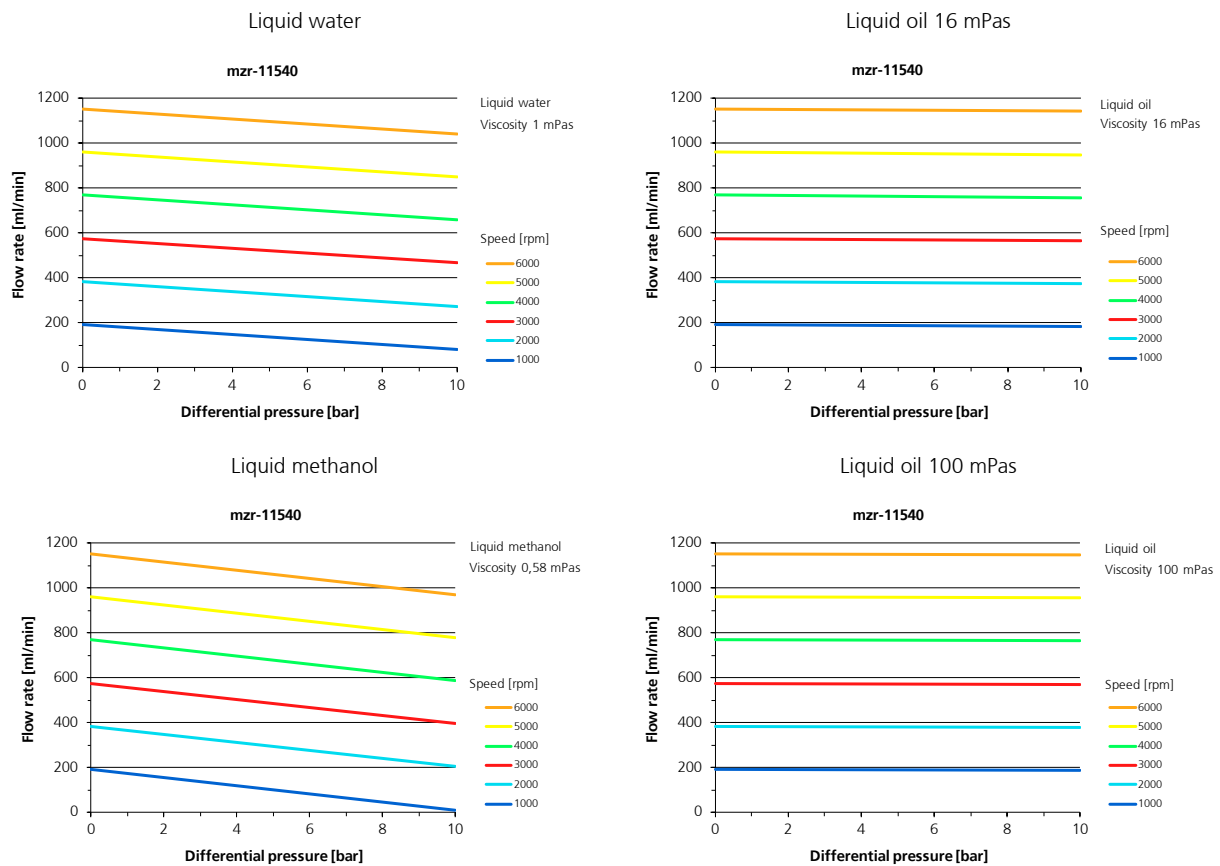 Liquid water
mzr-11540
Liquid water
Viscosity 1 mPas
Flow rate [ml/min]
1200
1000
800
600
400
200
0
0 2 4 6 8 10
Differential pressure [bar]
Speed [rpm]
6000
5000
4000
3000
2000
1000
Liquid oil 16 mPas
mzr-11540
Liquid oil
Viscosity 16 mPas
Flow rate [ml/min]
1200
1000
800
600
400
200
0
0 2 4 6 8 10
Differential pressure [bar]
Speed [rpm]
6000
5000
4000
3000
2000
1000
Liquid methanol
mzr-11540
Liquid methanol
Viscosity 0,58 mPas
Flow rate [ml/min]
1200
1000
800
600
400
200
0
0 2 4 6 8 10
Differential pressure [bar]
Speed [rpm]
6000
5000
4000
3000
2000
1000
Liquid oil 100 mPas
mzr-11540
Liquid oil
Viscosity 100 mPas
Flow rate [ml/min]
1200
1000
800
600
400
200
0
0 2 4 6 8 10
Differential pressure [bar]
Speed [rpm]
6000
5000
4000
3000
2000
1000